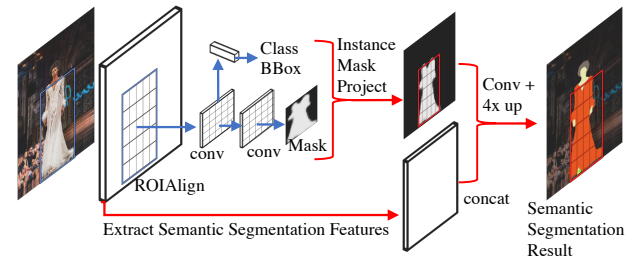 Class
BBox
Instance
Mask
Project
Conv +
4x up
conv
conv
Mask
ROIAlign
concat
Extract Semantic Segmentation Features
Semantic
Segmentation
Result